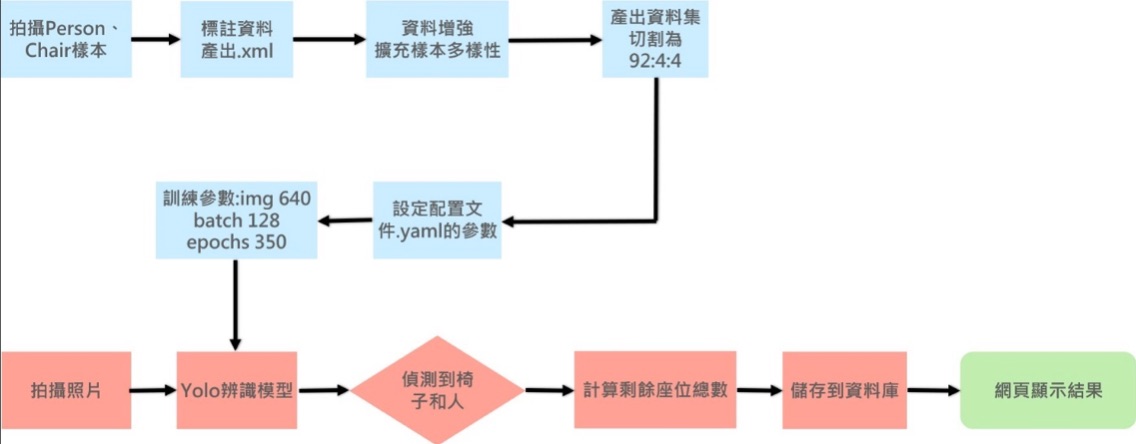 拍攝Person、
Chair樣本
標註資料
產出.xml
資料增強
擴充樣本多樣性
產出資料集
切割為
92:4:4
訓練參數:img 640
batch 128
epochs 350
設定配置文
件.yaml的參數
拍攝照片
Yolo辨識模型
偵測到椅
子和人
計算剩餘座位總數
儲存到資料庫
網頁顯示結果